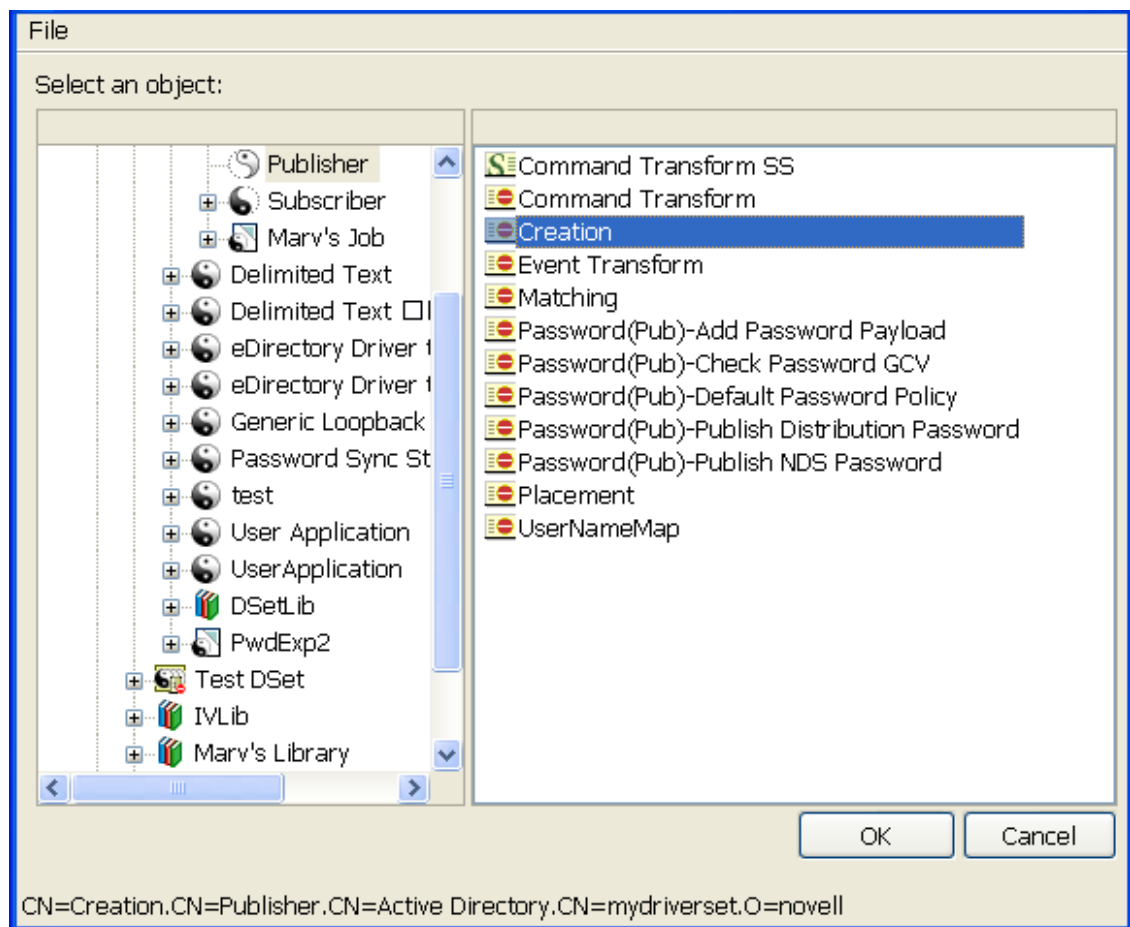 File
Select an object:
Publisher
Subscriber
Marv's Job
Delimited Text
Delimited Text
eDirectory Driver
eDirectory Driver
Generic Loopback
Password Sync St
test
User Application
UserApplication
DSetLib
PwdExp2
Test DSet
IVLib
Marv's Library
Command Transform SS
Command Transform
Creation
Event Transform
Matching
Password(Pub)-Add Password Payload
Password(Pub)-Check Password GCV
Password(Pub)-Default Password Policy
Password(Pub)-Publish Distribution Password
Password(Pub)-Publish NDS Password
Placement
UserNameMap
OK
Cancel
CN=Creation.CN=Publisher.CN=Active Directory.CN=mydriverset.O=novell